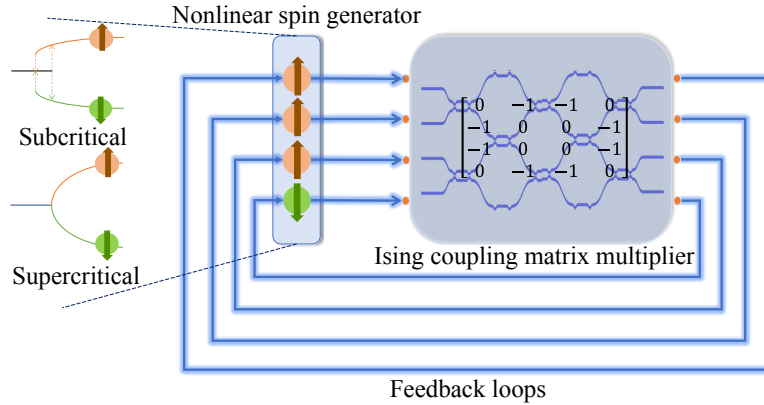 Nonlinear spin generator
Subcritical
Supercritical
0 −1 −1 0
−1 0 0 −1
−1 0 0 −1
0 −1 −1 0
Ising coupling matrix multiplier
Feedback loops